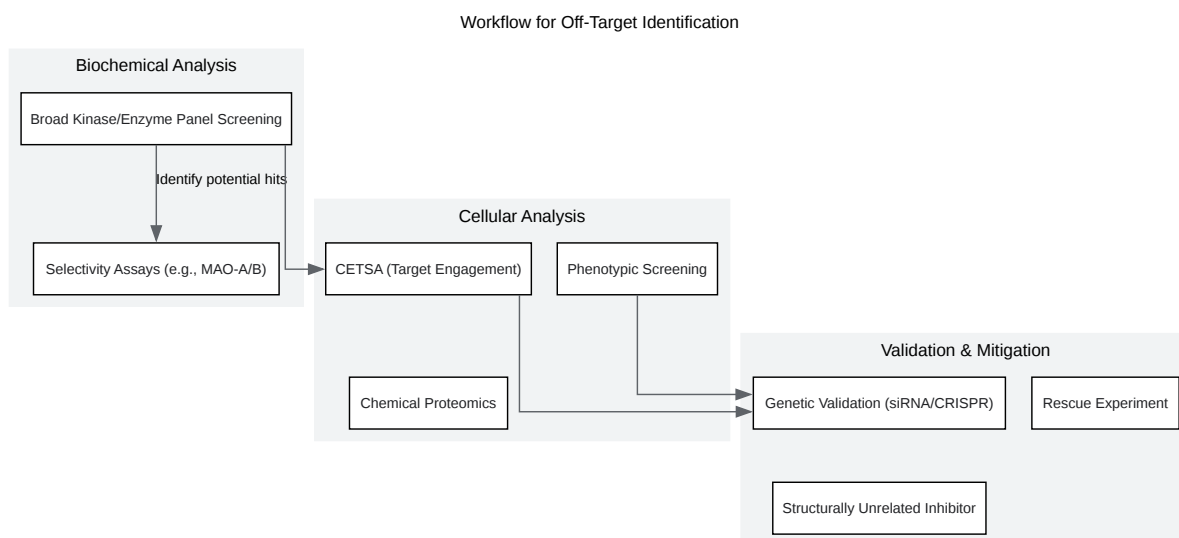 Workflow for Off-Target Identification
Biochemical Analysis
Broad Kinase/Enzyme Panel Screening
Identify potential hits
Selectivity Assays (e.g., MAO-A/B)
Cellular Analysis
CETSA (Target Engagement)
Phenotypic Screening
Chemical Proteomics
Validation & Mitigation
Genetic Validation (siRNA/CRISPR)
Rescue Experiment
Structurally Unrelated Inhibitor